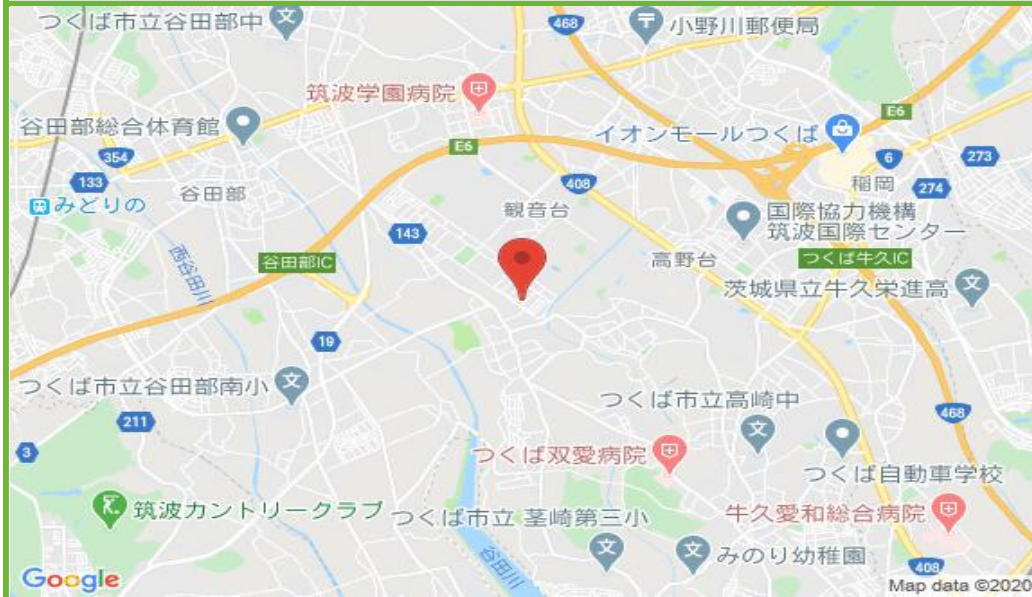 つくば市立谷田部中
468
小野川郵便局
筑波学園病院
谷田部総合体育館
イオンモールつくば
E6
E6
354
6
273
133
谷田部
408
稲岡
274
みどりの
観音台
国際協力機構
筑波国際センター
143
西谷田川
谷田部IC
高野台
つくば牛久IC
茨城県立牛久栄進高
19
つくば市立谷田部南小
つくば市立高崎中
468
211
3
つくば双愛病院
つくば自動車学校
筑波カントリークラブ
つくば市立 茎崎第三小
牛久愛和総合病院
谷田川
みのり幼稚園
408
Google
Map data ©2020